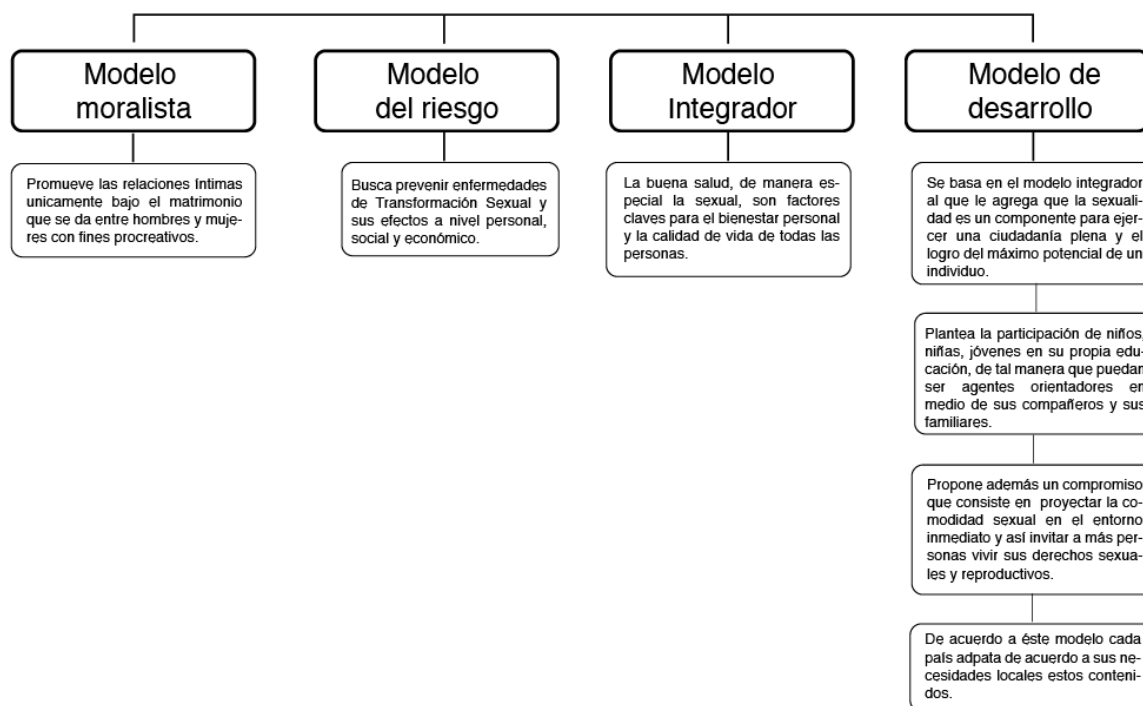 Modelo
moralista
Promueve las relaciones íntimas
unicamente bajo el matrimonio
que se da entre hombres y muje-
res con fines procreativos.
Modelo
del riesgo
Busca prevenir enfermedades
de Transformación Sexual y
sus efectos a nivel personal,
social y económico.
Modelo
Integrador
La buena salud, de manera es-
pecial la sexual, son factores
claves para el bienestar personal
y la calidad de vida de todas las
personas.
Modelo de
desarrollo
Se basa en el modelo integrador
al que le agrega que la sexuali-
dad es un componente para ejer-
cer una ciudadanía plena y el
logro del máximo potencial de un
individuo.
Plantea la participación de niños,
niñas, jóvenes en su propia edu-
cación, de tal manera que puedan
ser agentes orientadores en
medio de sus compañeros y sus
familiares.
Propone además un compromiso
que consiste en proyectar la co-
modidad sexual en el entorno
inmediato y así invitar a más per-
sonas vivir sus derechos sexua-
les y reproductivos.
De acuerdo a éste modelo cada
país adpata de acuerdo a sus ne-
cesidades locales estos conteni-
dos.